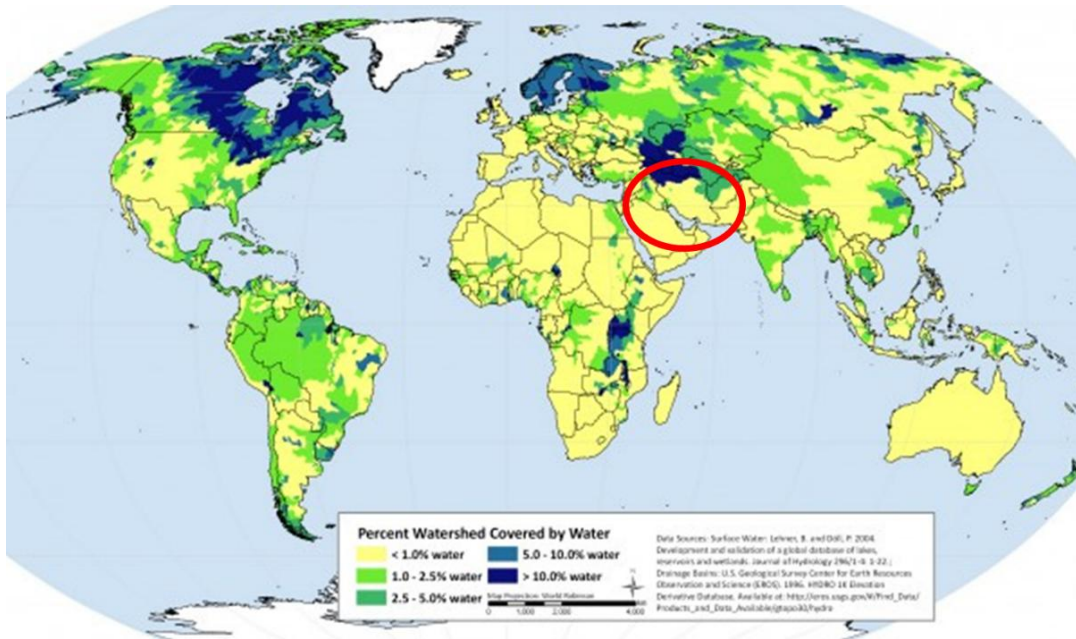 Percent Watershed Covered by Water
< 1.0% water
5.0 - 10.0% water
1.0 - 2.5% water
> 10.0% water
2.5 - 5.0% water
Map Projection: World Robinson
0 1,000 2,000 4,000
Data Sources: Surface Water: Lehner, B. and Döll, P. 2004.
Development and validation of a global database of lakes,
reservoirs and wetlands. Journal of Hydrology 296/1-4: 1-22.;
Drainage Basins: U.S. Geological Survey Center for Earth Resources
Observation and Science (EROS). 1996. HYDRO 1K Elevation
Derivative Database. Available at: http://eros.usgs.gov/#/Find_Data/
Products_and_Data_Available/gtopo30/hydro